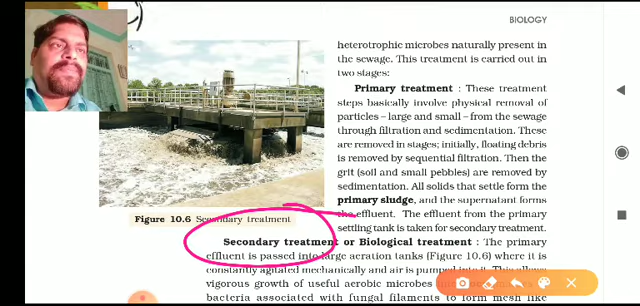 BIOLOGY
heterotrophic microbes naturally present in
the sewage. This treatment is carried out in
two stages:
Primary treatment : These treatment
steps basically involve physical removal of
particles – large and small – from the sewage
through filtration and sedimentation. These
are removed in stages; initially, floating debris
is removed by sequential filtration. Then the
grit (soil and small pebbles) are removed by
sedimentation. All solids that settle form the
primary sludge, and the supernatant forms
the effluent. The effluent from the primary
settling tank is taken for secondary treatment.
Figure 10.6 Secondary treatment
Secondary treatment or Biological treatment : The primary
effluent is passed into large aeration tanks (Figure 10.6) where it is
constantly agitated mechanically and air is pumped into it. This allows
vigorous growth of useful aerobic microbes
bacteria associated with fungal filaments to form mesh like